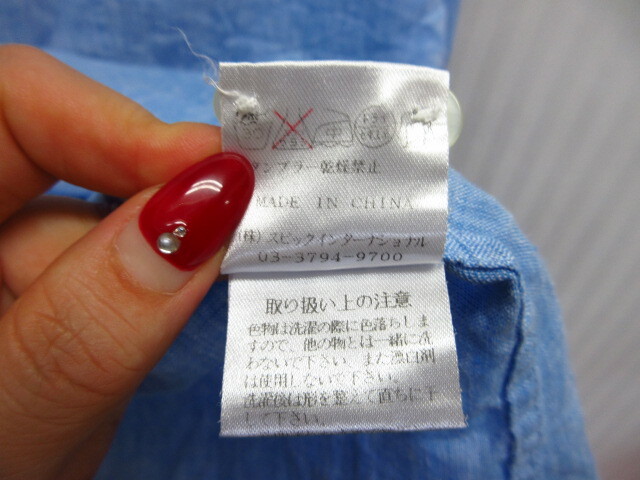 中
ドライ
タンブラー乾燥禁止
MADE IN CHINA
(株)スピックインターナショナル
03-3794-9700
取り扱い上の注意
色物は洗濯の際に色落ちしま
すので、他の物とは一緒に洗
わないで下さい。また漂白剤
は使用しないで下さい。
洗濯後は形を整えて直ちに干
して下さい。